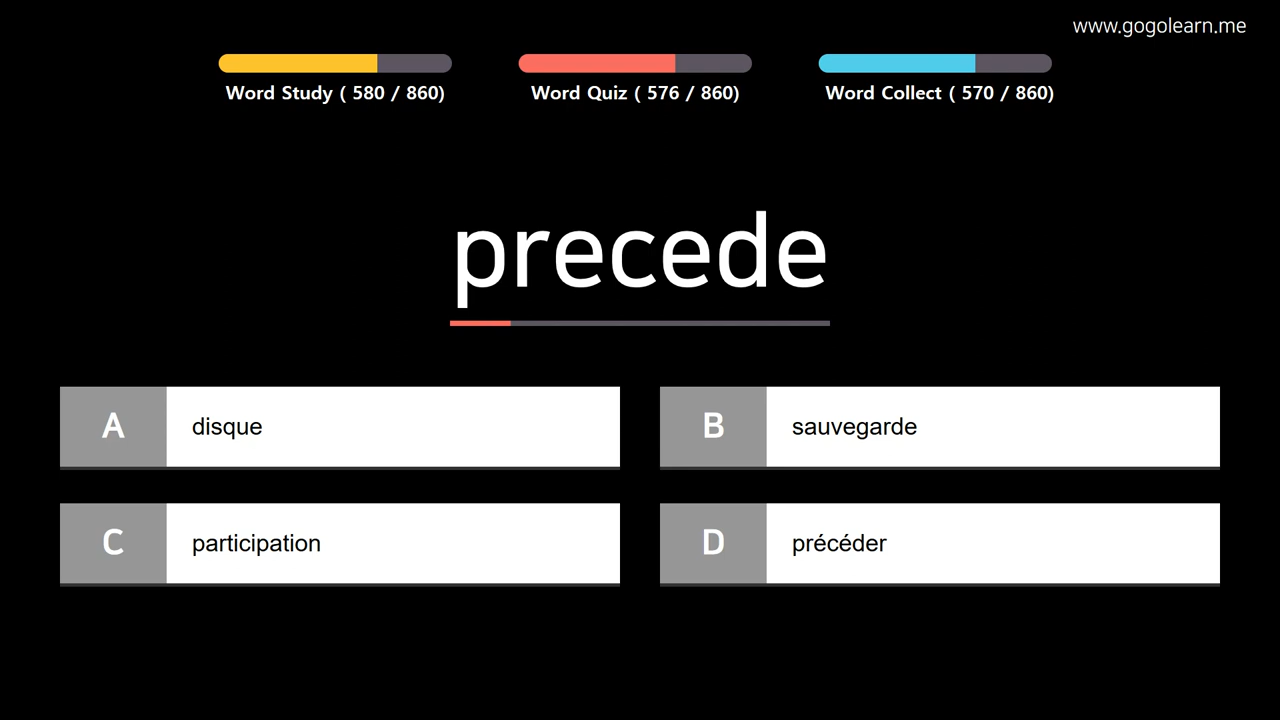 www.gogolearn.me
Word Study ( 580 / 860)
Word Quiz ( 576 / 860)
Word Collect ( 570 / 860)
precede
A disque
B sauvegarde
C participation
D précéder